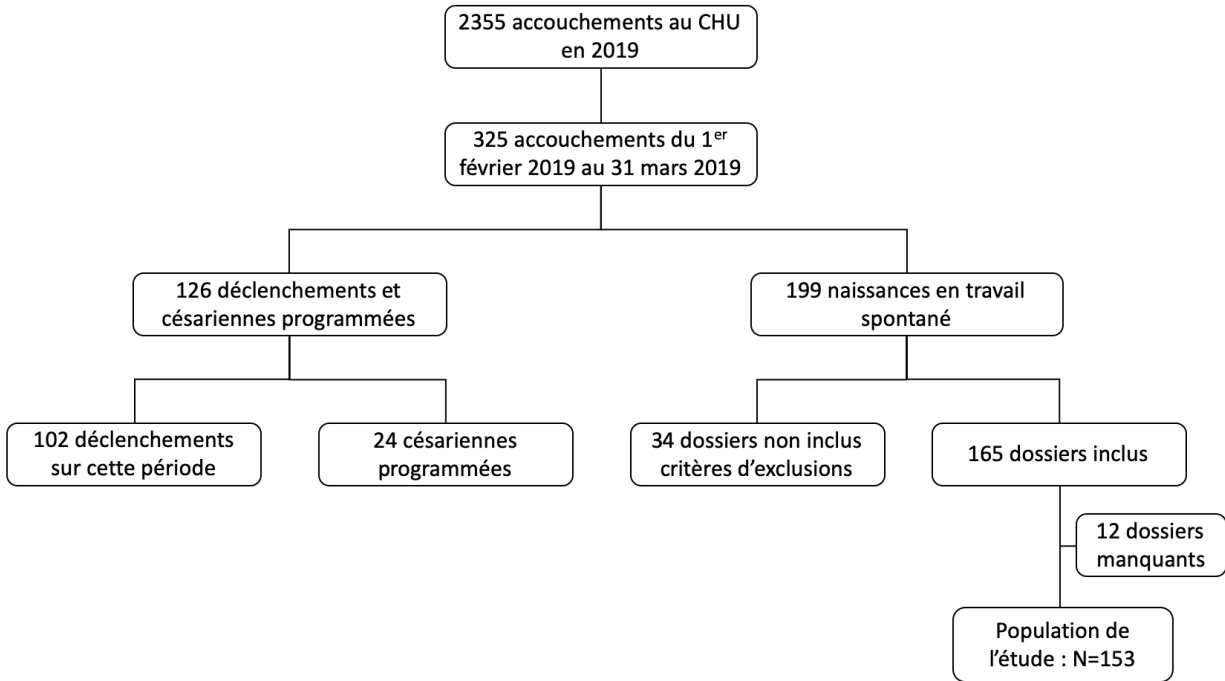 2355 accouchements au CHU
en 2019
325 accouchements du 1er
février 2019 au 31 mars 2019
126 déclenchements et
césariennes programmées
199 naissances en travail
spontané
102 déclenchements
sur cette période
24 césariennes
programmées
34 dossiers non inclus
critères d’exclusions
165 dossiers inclus
12 dossiers
manquants
Population de
l’étude : N=153